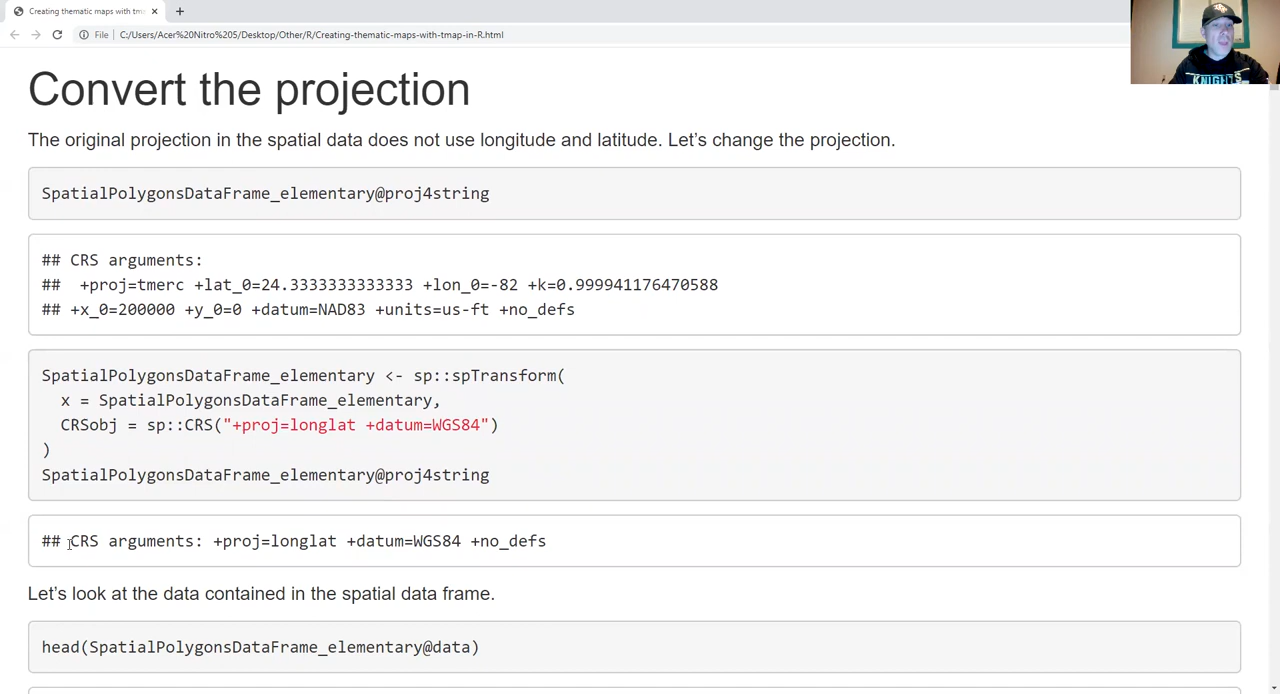 Creating thematic maps with tma
File
C:/Users/Acer%20Nitro%205/Desktop/Other/R/Creating-thematic-maps-with-tmap-in-R.html
KNIGHTS
Convert the projection
The original projection in the spatial data does not use longitude and latitude. Let’s change the projection.
SpatialPolygonsDataFrame_elementary@proj4string
## CRS arguments:
##  +proj=tmerc +lat_0=24.3333333333333 +lon_0=-82 +k=0.999941176470588
## +x_0=200000 +y_0=0 +datum=NAD83 +units=us-ft +no_defs
SpatialPolygonsDataFrame_elementary <- sp::spTransform(
  x = SpatialPolygonsDataFrame_elementary,
  CRSobj = sp::CRS("+proj=longlat +datum=WGS84")
)
SpatialPolygonsDataFrame_elementary@proj4string
## CRS arguments: +proj=longlat +datum=WGS84 +no_defs
Let’s look at the data contained in the spatial data frame.
head(SpatialPolygonsDataFrame_elementary@data)